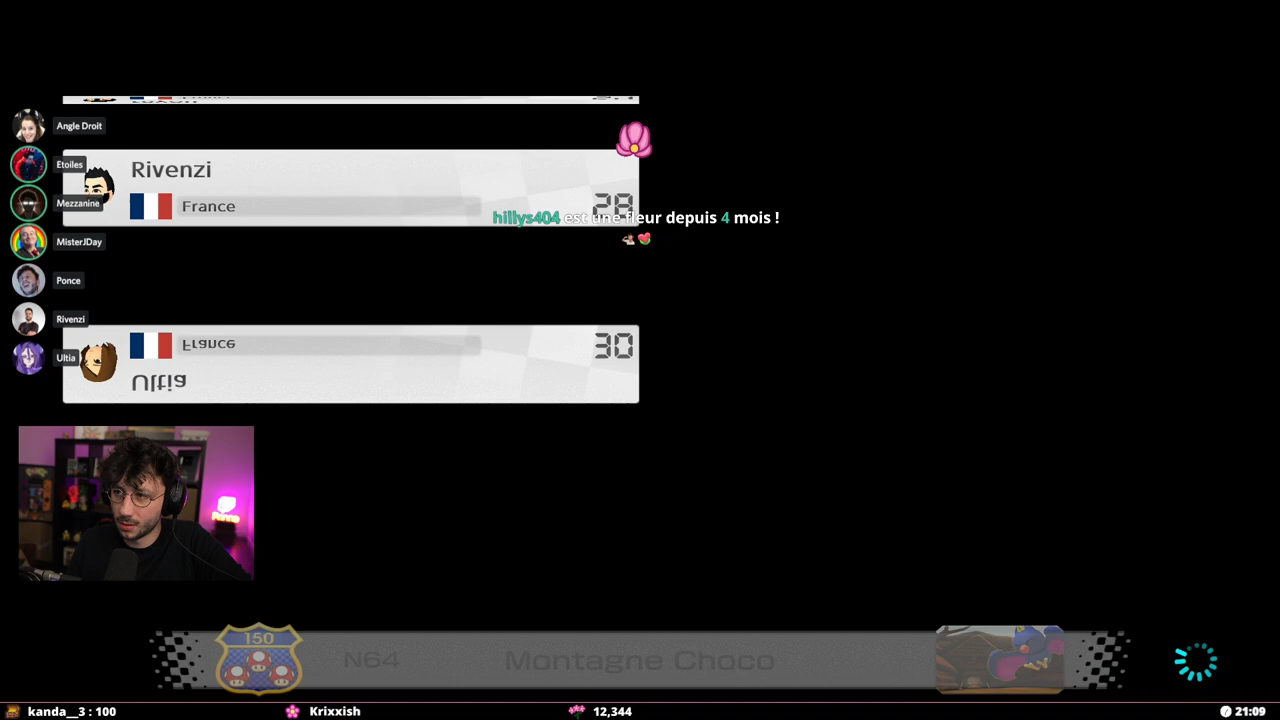 Angle Droit
Etoiles
Rivenzi
Mezzanine
France
28
hillys404 est une fleur depuis 4 mois !
MisterJDay
Ponce
Rivenzi
France
30
Ultia
Ultia
150
N64
Montagne Choco
kanda__3 : 100
Krixxish
12,344
21:09